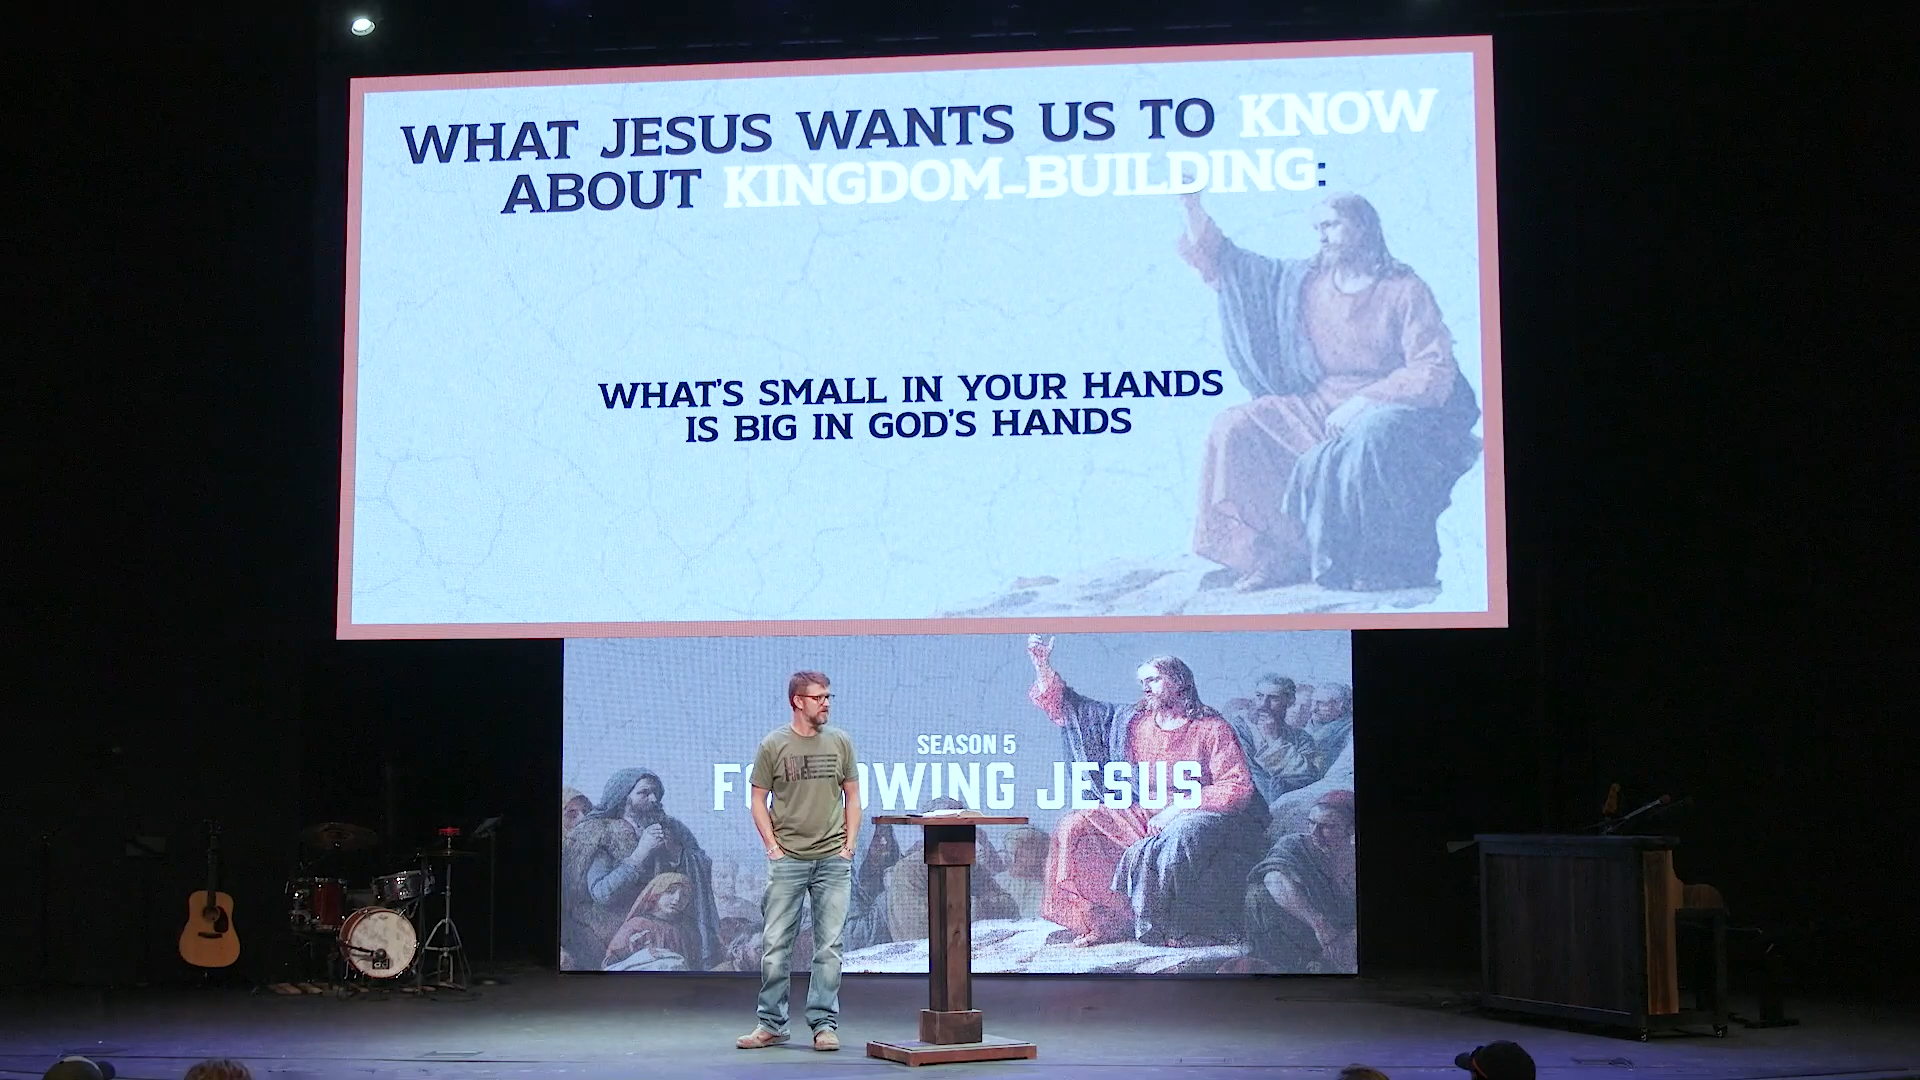 WHAT JESUS WANTS US TO KNOW
ABOUT KINGDOM-BUILDING:
WHAT'S SMALL IN YOUR HANDS
IS BIG IN GOD'S HANDS
SEASON 5
JESUS